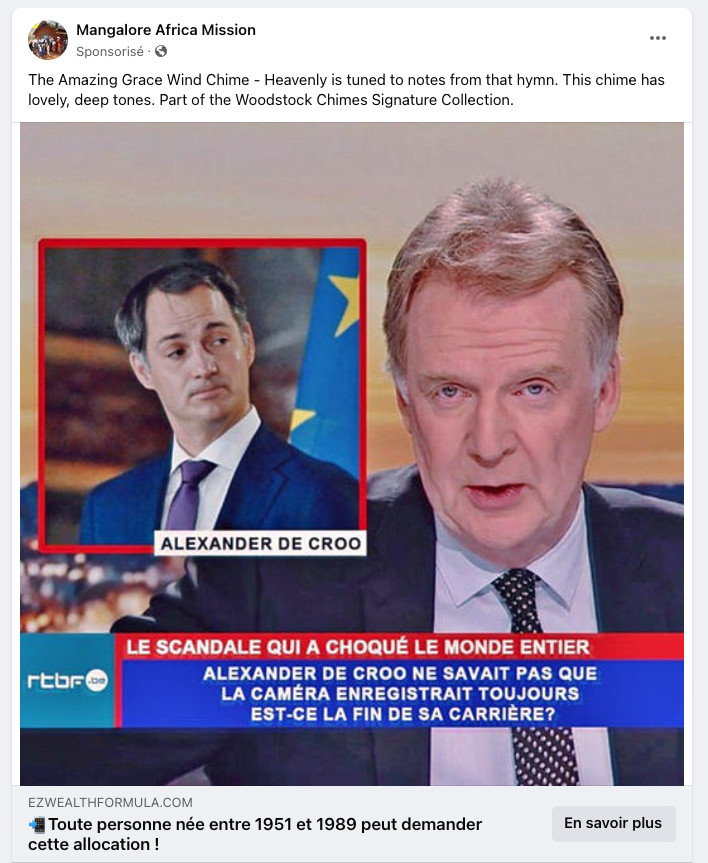 Mangalore Africa Mission
Sponsorisé ·
The Amazing Grace Wind Chime - Heavenly is tuned to notes from that hymn. This chime has
lovely, deep tones. Part of the Woodstock Chimes Signature Collection.
ALEXANDER DE CROO
LE SCANDALE QUI A CHOQUÉ LE MONDE ENTIER
rtbf.be
ALEXANDER DE CROO NE SAVAIT PAS QUE
LA CAMÉRA ENREGISTRAIT TOUJOURS
EST-CE LA FIN DE SA CARRIÈRE?
EZWEALTHFORMULA.COM
📲Toute personne née entre 1951 et 1989 peut demander
cette allocation !
En savoir plus